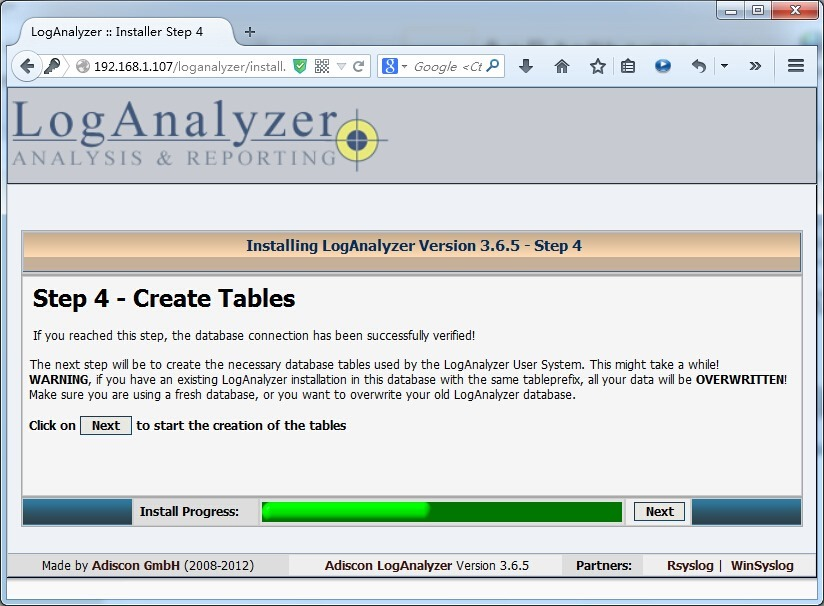 LogAnalyzer :: Installer Step 4
192.168.1.107/loganalyzer/install.
Google <Ct
LogAnalyzer
ANALYSIS & REPORTING
Installing LogAnalyzer Version 3.6.5 - Step 4
Step 4 - Create Tables
If you reached this step, the database connection has been successfully verified!
The next step will be to create the necessary database tables used by the LogAnalyzer User System. This might take a while!
WARNING, if you have an existing LogAnalyzer installation in this database with the same tableprefix, all your data will be OVERWRITTEN!
Make sure you are using a fresh database, or you want to overwrite your old LogAnalyzer database.
Click on Next to start the creation of the tables
Install Progress: Next
Made by Adiscon GmbH (2008-2012) Adiscon LogAnalyzer Version 3.6.5 Partners: Rsyslog | WinSyslog